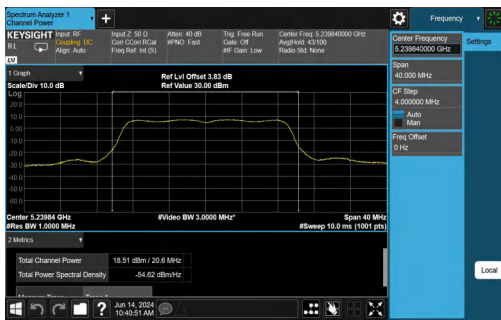 Spectrum Analyzer 1
Channel Power
Frequency
Settings
KEYSIGHT
Input: RF
Input Z: 50 Ω
Atten: 40 dB
Trig: Free Run
Center Freq: 5.239840000 GHz
RL
Coupling: DC
Corr CCorr RCal
#PNO: Fast
Gate: Off
Avg|Hold: 43/100
Align: Auto
Freq Ref: Int (S)
#IF Gain: Low
Radio Std: None
Center Frequency
5.239840000 GHz
Span
40.000 MHz
CF Step
4.000000 MHz
Auto
Man
Freq Offset
0 Hz
1 Graph
Scale/Div 10.0 dB
Ref Lvl Offset 3.83 dB
Ref Value 30.00 dBm
Log
20.0
10.0
0.00
-10.0
-20.0
-30.0
-40.0
-50.0
-60.0
Center 5.23984 GHz
#Video BW 3.0000 MHz*
Span 40 MHz
#Res BW 1.0000 MHz
#Sweep 10.0 ms (1001 pts)
2 Metrics
Total Channel Power
18.51 dBm / 20.6 MHz
Total Power Spectral Density
-54.62 dBm/Hz
Local
?
Jun 14, 2024
10:40:51 AM